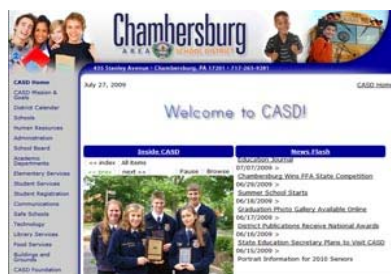 Chambersburg
AREA SCHOOL DISTRICT
435 Stanley Avenue • Chambersburg, PA 17201 • 717-263-9281
July 27, 2009
CASD Home
Welcome to CASD!
CASD Home
CASD Mission &
Goals
District Calendar
Schools
Human Resources
Administration
School Board
Academic
Departments
Elementary Services
Student Services
Student Registration
Communications
Safe Schools
Technology
Library Services
Food Services
Buildings and
Grounds
CASD Foundation
Inside CASD
<< index All Items
<< prev next >> Pause Browse
News Flash
Education Journal
07/07/2009 >
Chambersburg Wins FFA State Competition
06/29/2009 >
Summer School Starts
06/18/2009 >
Graduation Photo Gallery Available Online
06/17/2009 >
District Publications Receive National Awards
06/16/2009 >
State Education Secretary Plans to Visit CASD
06/15/2009 >
Portrait Information for 2010 Seniors